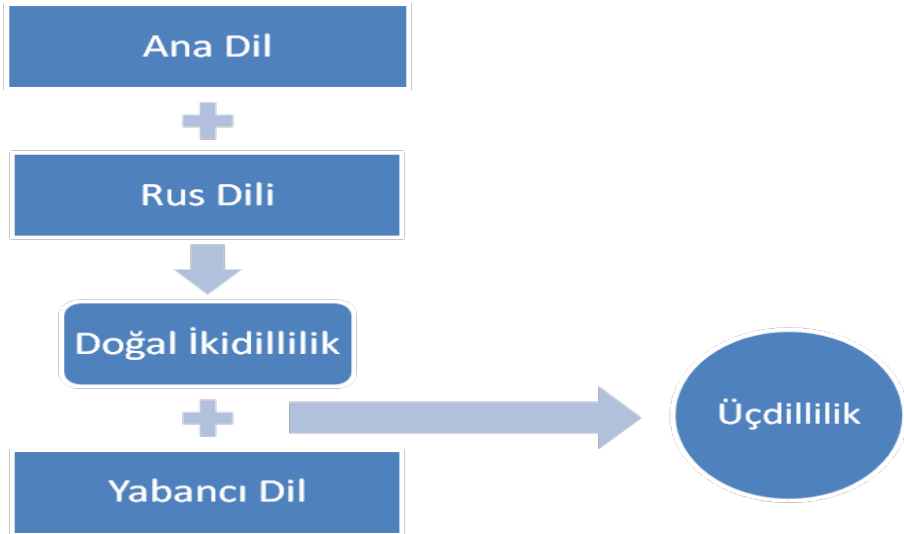 Ana Dil
Rus Dili
Doğal İkidillilik
Üçdillilik
Yabancı Dil